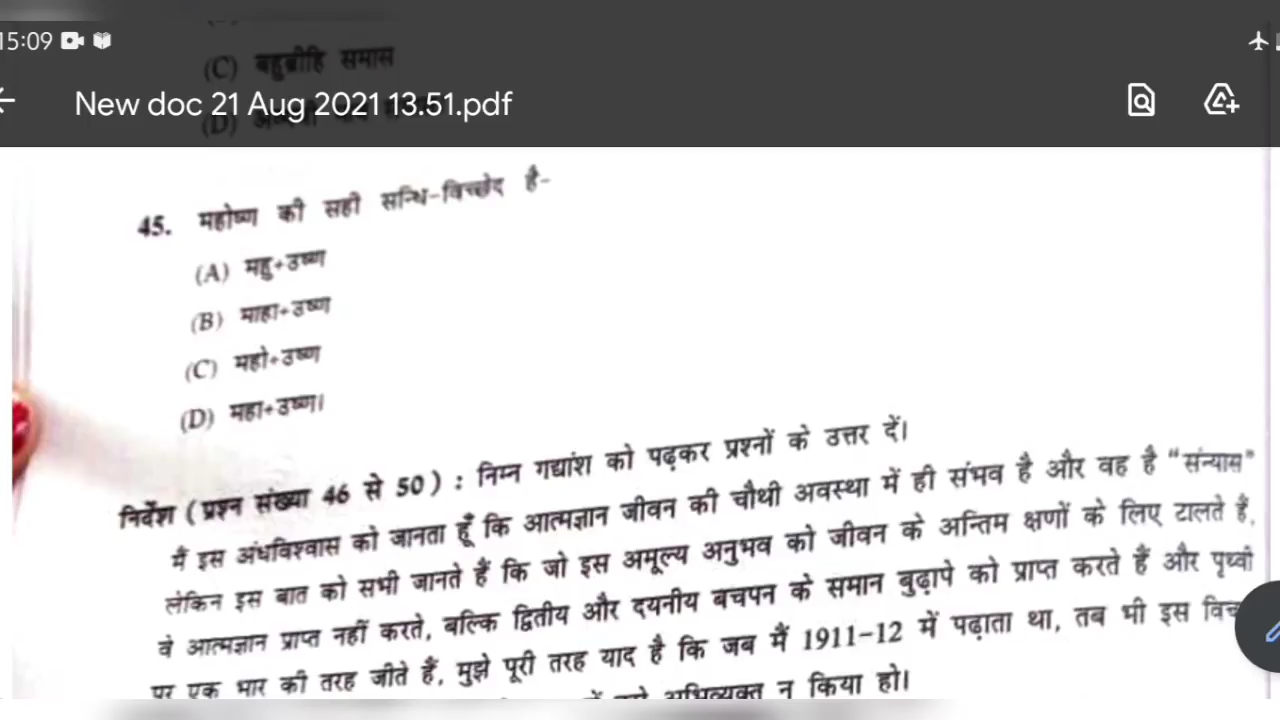 15:09
(C) बहुब्रीहि समास
New doc 21 Aug 2021 13.51.pdf
(D)
45. महोष्ण की सही सन्धि-विच्छेद है-
(A) महु+उष्ण
(B) माहा+उष्ण
(C) महो+उष्ण
(D) महा+उष्ण।
निर्देश (प्रश्न संख्या 46 से 50) : निम्न गद्यांश को पढ़कर प्रश्नों के उत्तर दें।
मैं इस अंधविश्वास को जानता हूँ कि आत्मज्ञान जीवन की चौथी अवस्था में ही संभव है और वह है “संन्यास”
लेकिन इस बात को सभी जानते हैं कि जो इस अमूल्य अनुभव को जीवन के अन्तिम क्षणों के लिए टालते हैं,
वे आत्मज्ञान प्राप्त नहीं करते, बल्कि द्वितीय और दयनीय बचपन के समान बुढ़ापे को प्राप्त करते हैं और पृथ्वी
पर एक भार की तरह जीते हैं, मुझे पूरी तरह याद है कि जब मैं 1911-12 में पढ़ाता था, तब भी इस
अभिव्यक्त न किया हो।